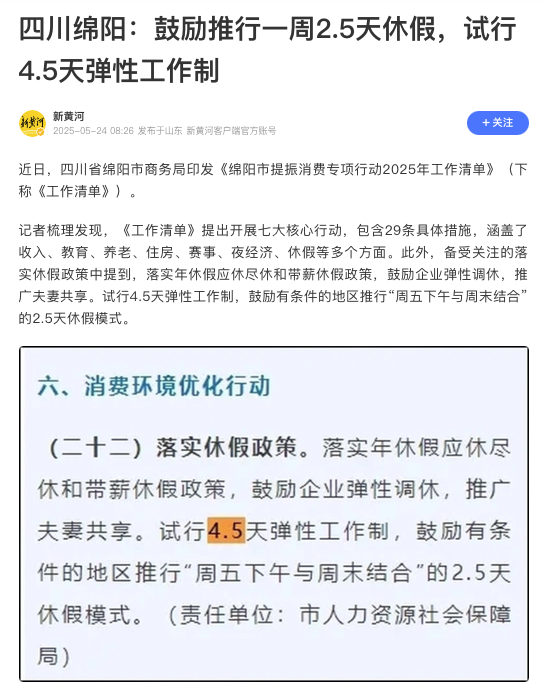 四川绵阳：鼓励推行一周2.5天休假，试行
4.5天弹性工作制
新黄河
新黄河
2025-05-24 08:26 发布于山东 新黄河客户端官方账号
+ 关注
近日，四川省绵阳市商务局印发《绵阳市提振消费专项行动2025年工作清单》（下
称《工作清单》）。
记者梳理发现，《工作清单》提出开展七大核心行动，包含29条具体措施，涵盖了
收入、教育、养老、住房、赛事、夜经济、休假等多个方面。此外，备受关注的落
实休假政策中提到，落实年休假应休尽休和带薪休假政策，鼓励企业弹性调休，推
广夫妻共享。试行4.5天弹性工作制，鼓励有条件的地区推行“周五下午与周末结合”
的2.5天休假模式。
六、消费环境优化行动
（二十二）落实休假政策。落实年休假应休尽
休和带薪休假政策，鼓励企业弹性调休，推广
夫妻共享。试行4.5天弹性工作制，鼓励有条
件的地区推行“周五下午与周末结合”的2.5天
休假模式。（责任单位：市人力资源社会保障
局）